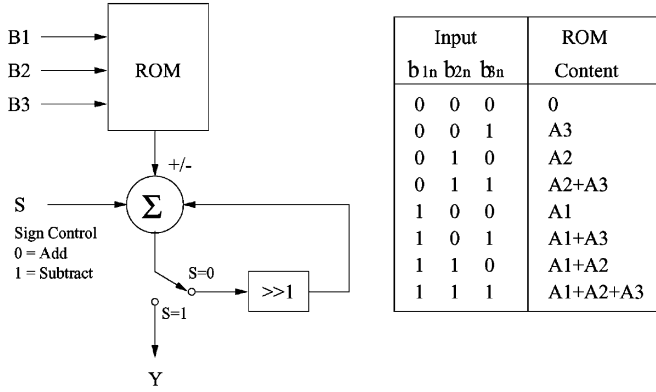 B1
B2
B3
ROM
+/-
S
Σ
Sign Control
0 = Add
1 = Subtract
S=0
>>1
S=1
Y
Input ROM
b1n b2n b3n Content
0 0 0 0
0 0 1 A3
0 1 0 A2
0 1 1 A2+A3
1 0 0 A1
1 0 1 A1+A3
1 1 0 A1+A2
1 1 1 A1+A2+A3